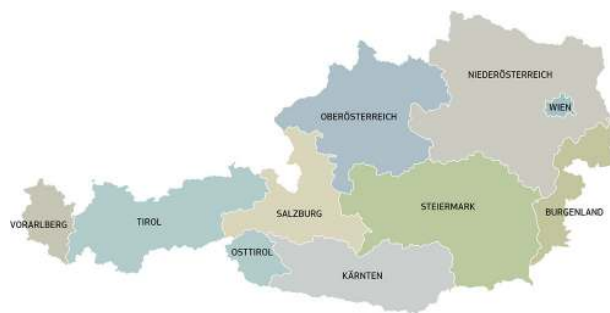 NIEDERÖSTERREICH
WIEN
OBERÖSTERREICH
STEIERMARK
BURGENLAND
SALZBURG
TIROL
VORARLBERG
OSTTIROL
KÄRNTEN